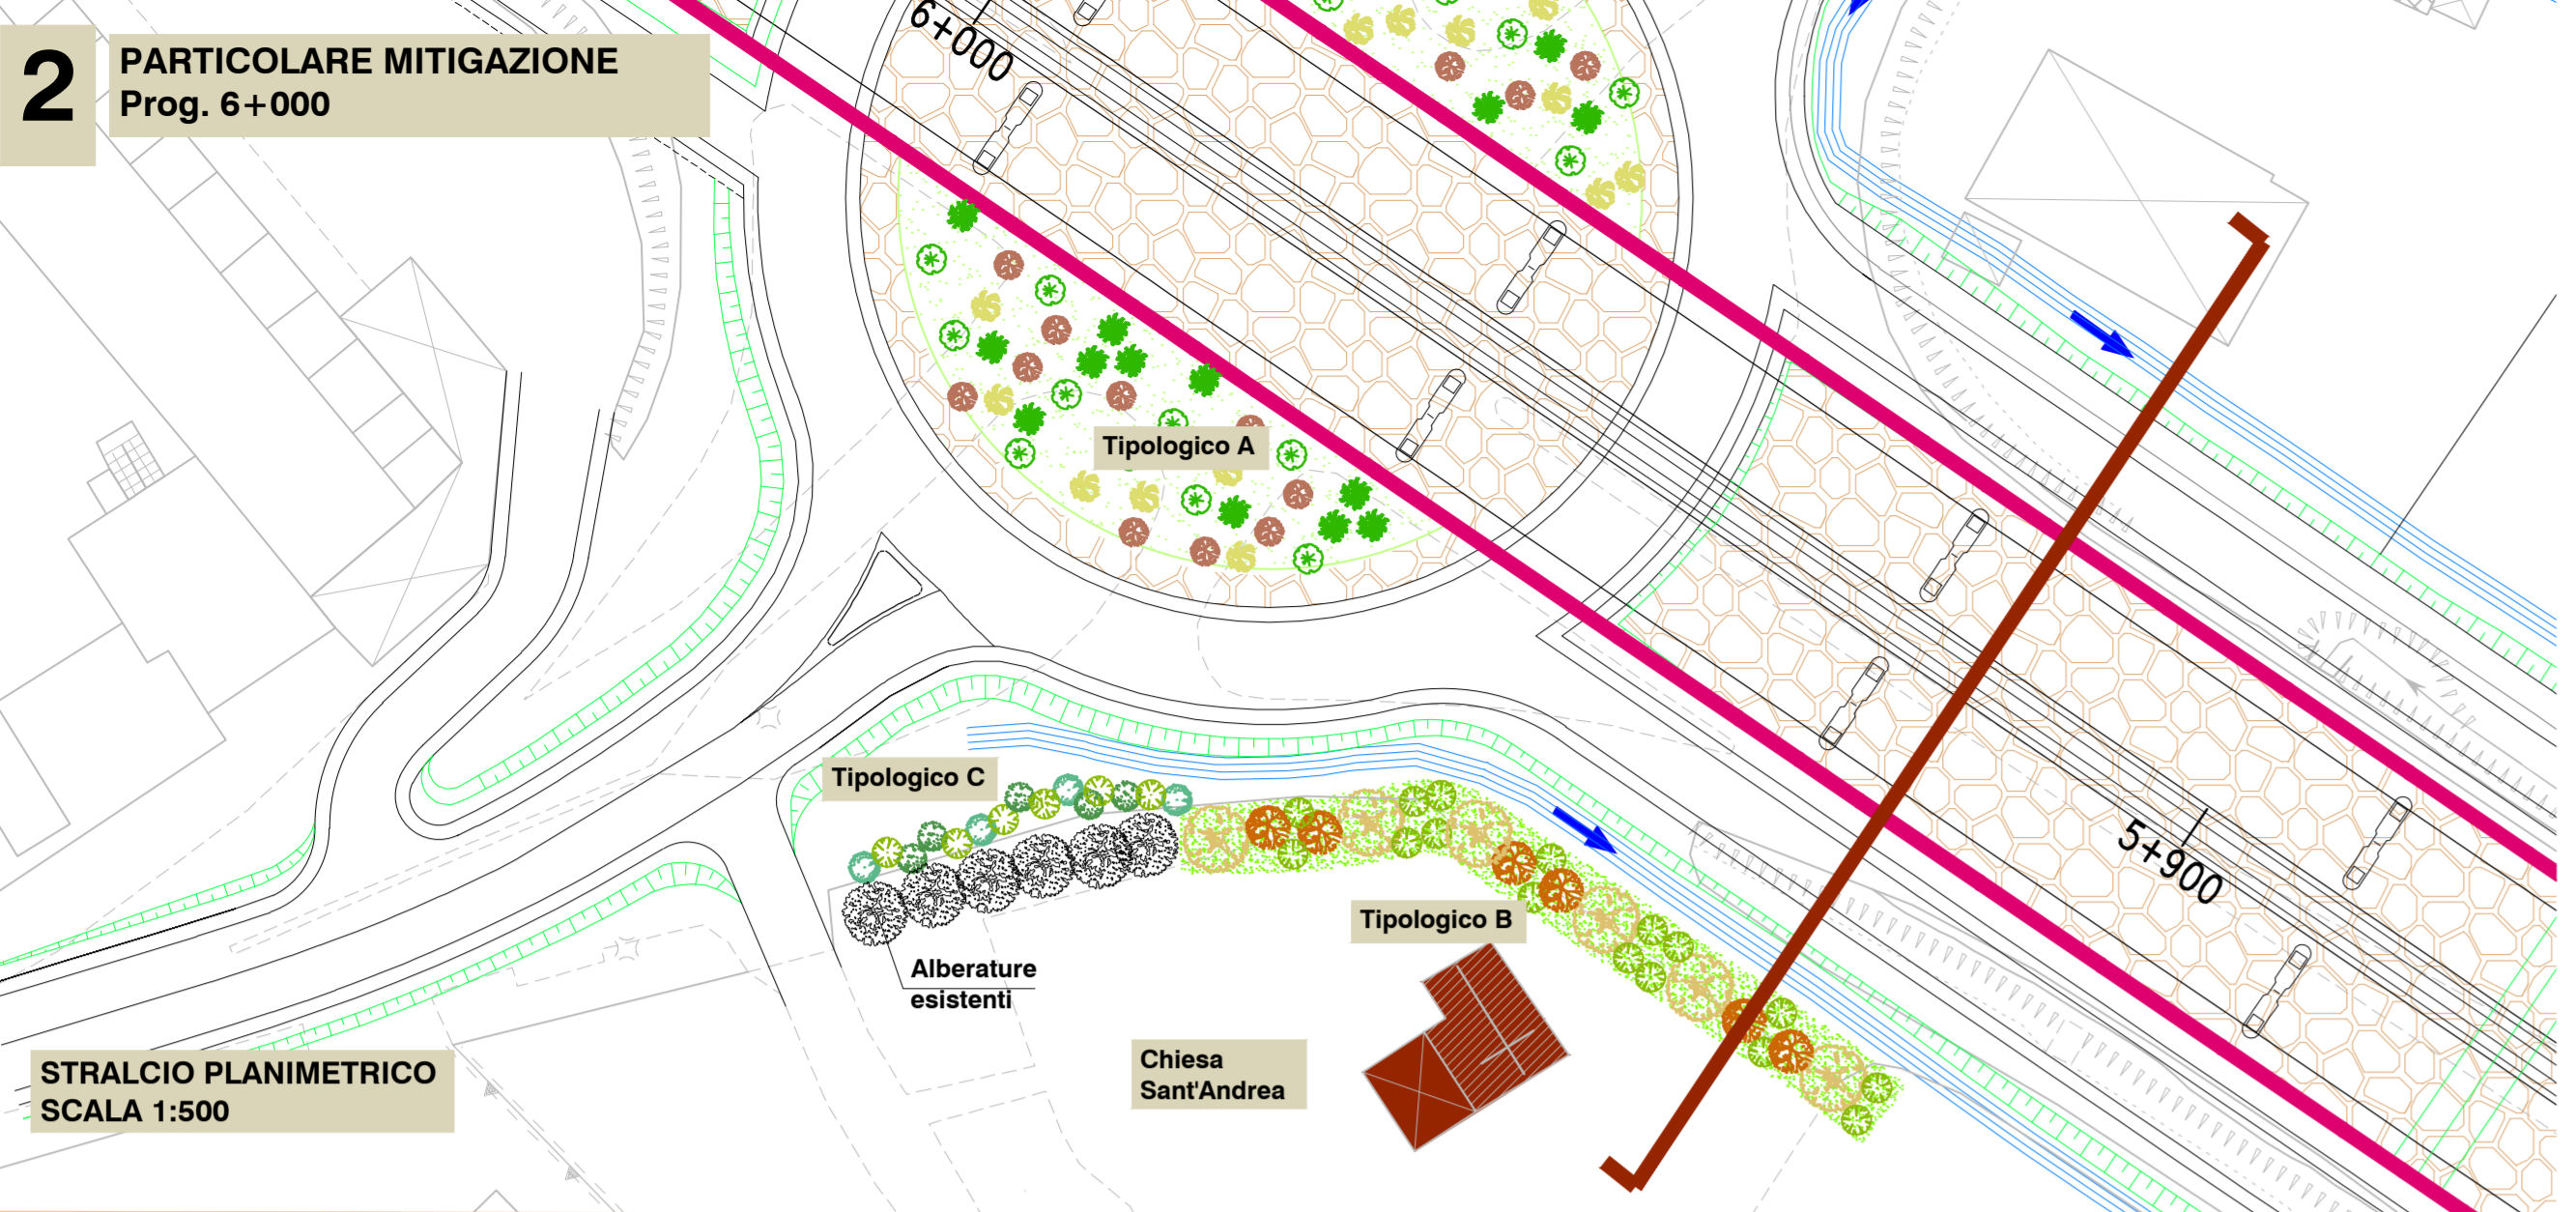 2
PARTICOLARE MITIGAZIONE
Prog. 6+000
6+000
Tipologico A
Tipologico C
Tipologico B
5+900
Alberature
esistenti
Chiesa
Sant'Andrea
STRALCIO PLANIMETRICO
SCALA 1:500